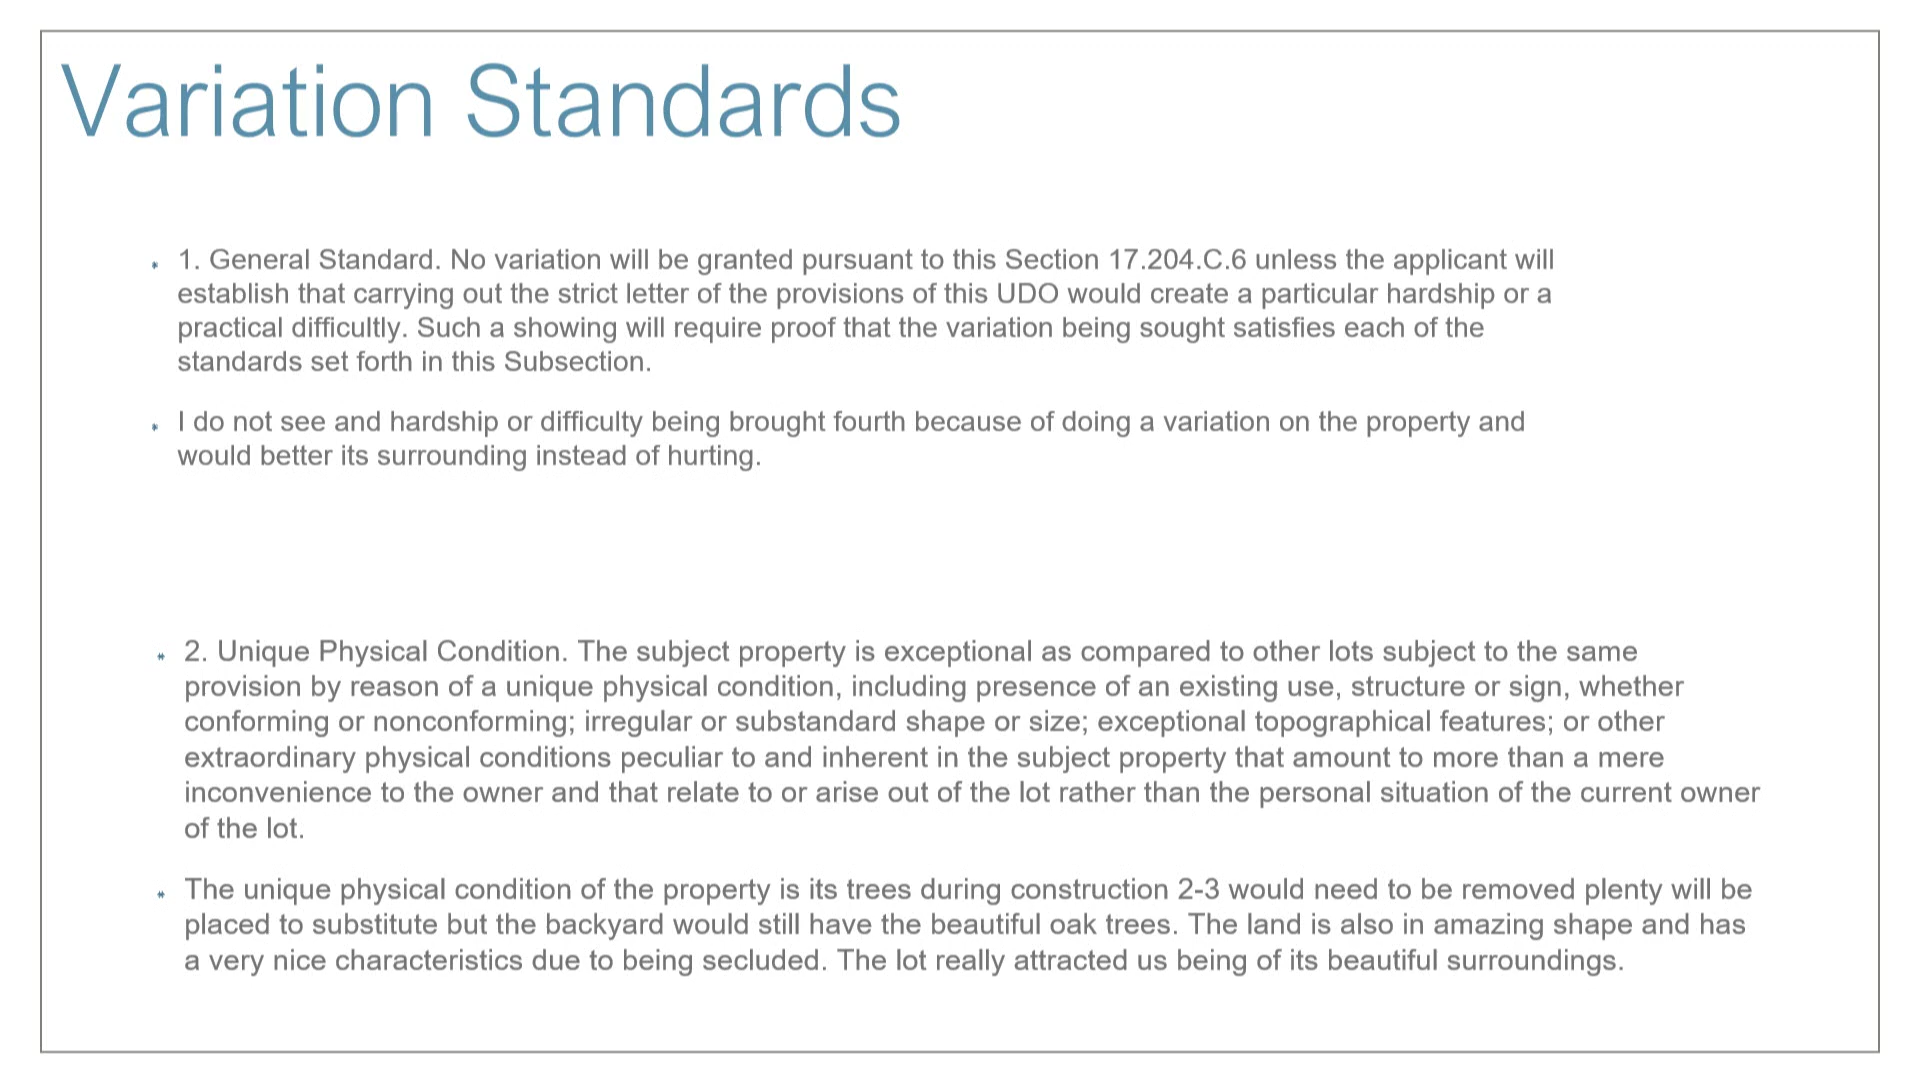 Variation Standards
1. General Standard. No variation will be granted pursuant to this Section 17.204.C.6 unless the applicant will
establish that carrying out the strict letter of the provisions of this UDO would create a particular hardship or a
practical difficultly. Such a showing will require proof that the variation being sought satisfies each of the
standards set forth in this Subsection.
I do not see and hardship or difficulty being brought fourth because of doing a variation on the property and
would better its surrounding instead of hurting.
2. Unique Physical Condition. The subject property is exceptional as compared to other lots subject to the same
provision by reason of a unique physical condition, including presence of an existing use, structure or sign, whether
conforming or nonconforming; irregular or substandard shape or size; exceptional topographical features; or other
extraordinary physical conditions peculiar to and inherent in the subject property that amount to more than a mere
inconvenience to the owner and that relate to or arise out of the lot rather than the personal situation of the current owner
of the lot.
The unique physical condition of the property is its trees during construction 2-3 would need to be removed plenty will be
placed to substitute but the backyard would still have the beautiful oak trees. The land is also in amazing shape and has
a very nice characteristics due to being secluded. The lot really attracted us being of its beautiful surroundings.